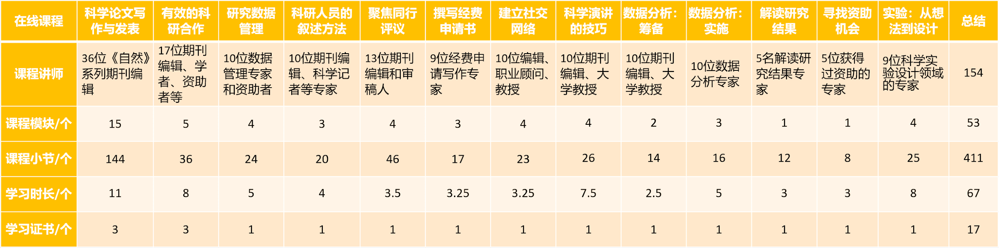 在线课程
科学论文写
作与发表
有效的科
研合作
研究数据
管理
科研人员的
叙述方法
聚焦同行
评议
撰写经费
申请书
建立社交
网络
科学演讲
的技巧
数据分析：
筹备
数据分析：
实施
解读研究
结果
寻找资助
机会
实验：从想
法到设计
总结
课程讲师
36位《自然》
系列期刊编
辑
17位期刊
编辑、学
者、资助
者等
10位数据
管理专家
和资助者
10位期刊编
辑、科学记
者等专家
13位期刊
编辑和审
稿人
9位经费申
请写作专
家
10位编辑、
职业顾问、
教授
10位期刊
编辑、大
学教授
10位期刊
编辑、大
学教授
10位数据
分析专家
5名解读研
究结果专
家
5位获得
过资助的
专家
9位科学实
验设计领域
的专家
154
课程模块/个
15
5
4
3
4
3
4
4
2
3
1
1
4
53
课程小节/个
144
36
24
20
46
17
23
26
14
16
12
8
25
411
学习时长/个
11
8
5
4
3.5
3.25
3.25
7.5
2.5
5
3
3
8
67
学习证书/个
3
3
1
1
1
1
1
1
1
1
1
1
1
17